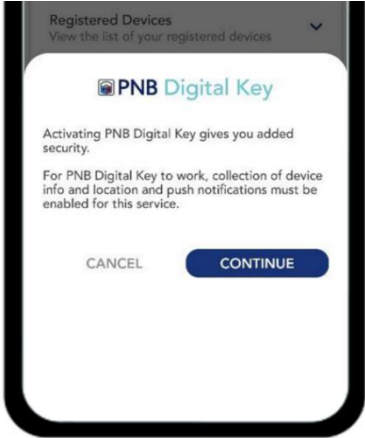 Registered Devices
View the list of your registered devices
PNB Digital Key
Activating PNB Digital Key gives you added
security.
For PNB Digital Key to work, collection of device
info and location and push notifications must be
enabled for this service.
CANCEL
CONTINUE